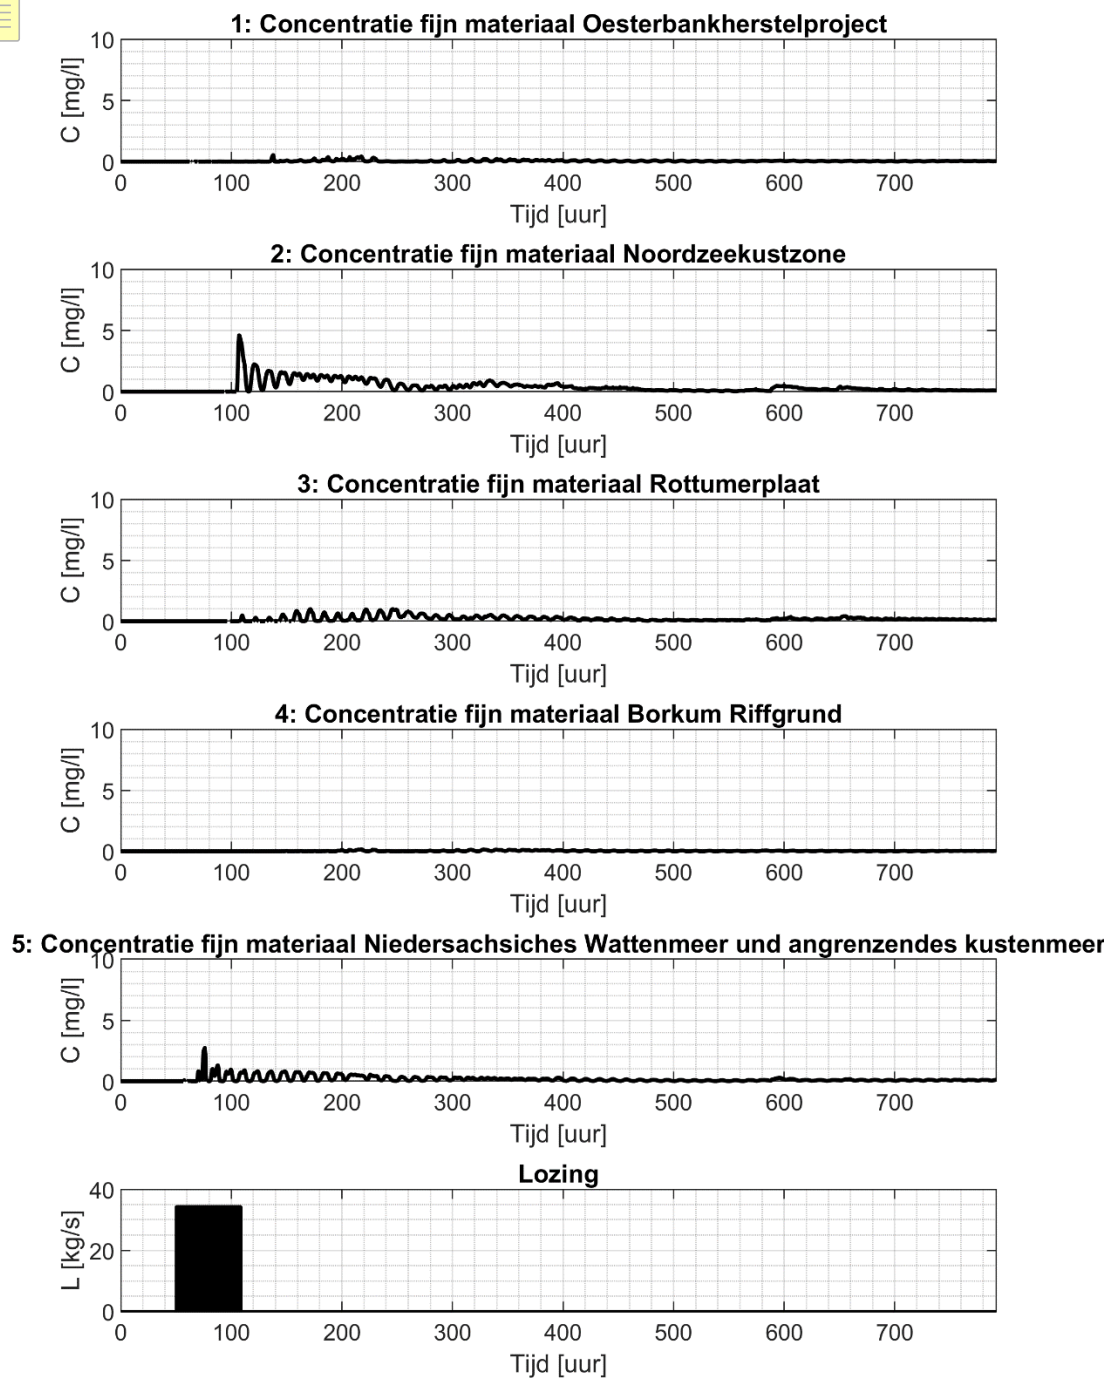 1: Concentratie fijn materiaal Oesterbankherstelproject
10
5
0
C [mg/l]
0 100 200 300 400 500 600 700
Tijd [uur]
2: Concentratie fijn materiaal Noordzeekustzone
10
5
0
C [mg/l]
0 100 200 300 400 500 600 700
Tijd [uur]
3: Concentratie fijn materiaal Rottumerplaat
10
5
0
C [mg/l]
0 100 200 300 400 500 600 700
Tijd [uur]
4: Concentratie fijn materiaal Borkum Riffgrund
10
5
0
C [mg/l]
0 100 200 300 400 500 600 700
Tijd [uur]
5: Concentratie fijn materiaal Niedersachsiches Wattenmeer und angrenzendes kustenmeer
10
5
0
C [mg/l]
0 100 200 300 400 500 600 700
Tijd [uur]
Lozing
40
20
0
L [kg/s]
0 100 200 300 400 500 600 700
Tijd [uur]